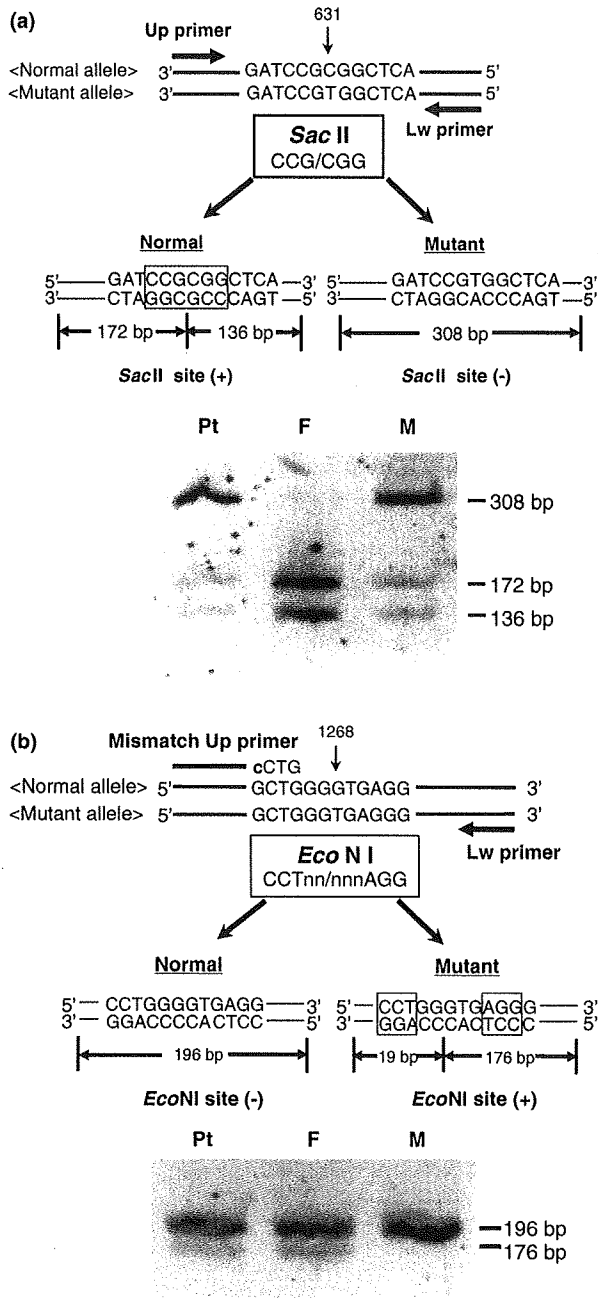 (a)
631
Up primer
<Normal allele> 3' GATCCGCGGCTCA 5'
<Mutant allele> 3' GATCCGTGGCTCA 5'
Lw primer
Sac II
CCG/CGG
Normal Mutant
5' GATCCGCGGCTCA 3' 5' GATCCGTGGCTCA 3'
3' CTAGGCGCCCAGT 5' 3' CTAGGCACCCAGT 5'
172 bp 136 bp 308 bp
SacII site (+) SacII site (-)
Pt F M
308 bp
172 bp
136 bp
(b)
1268
Mismatch Up primer
cCTG
<Normal allele> 5' GCTGGGGTGAGG 3'
<Mutant allele> 5' GCTGGGTGAGGG 3'
Lw primer
Eco N I
CCTnn/nnnAGG
Normal Mutant
5' CCTGGGGTGAGG 3' 5' CCTGGGTGAGGG 3'
3' GGACCCCACTCC 5' 3' GGACCCACTCCC 5'
196 bp 19 bp 176 bp
EcoNI site (-) EcoNI site (+)
Pt F M
196 bp
176 bp